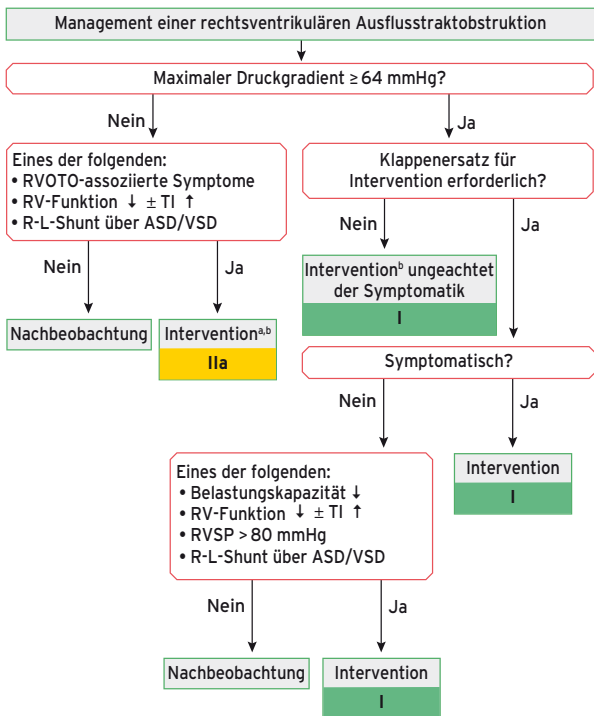 Management einer rechtsventrikulären Ausflusstraktobstruktion
Maximaler Druckgradient ≥ 64 mmHg?
Nein
Ja
Eines der folgenden:
• RVOTO-assoziierte Symptome
• RV-Funktion ↓ ± TI ↑
• R-L-Shunt über ASD/VSD
Klappenersatz für
Intervention erforderlich?
Nein
Ja
Nachbeobachtung
Intervention^a,b
IIa
Nein
Ja
Intervention^b ungeachtet
der Symptomatik
I
Symptomatisch?
Nein
Ja
Eines der folgenden:
• Belastungskapazität ↓
• RV-Funktion ↓ ± TI ↑
• RVSP > 80 mmHg
• R-L-Shunt über ASD/VSD
Intervention
I
Nein
Ja
Nachbeobachtung
Intervention
I